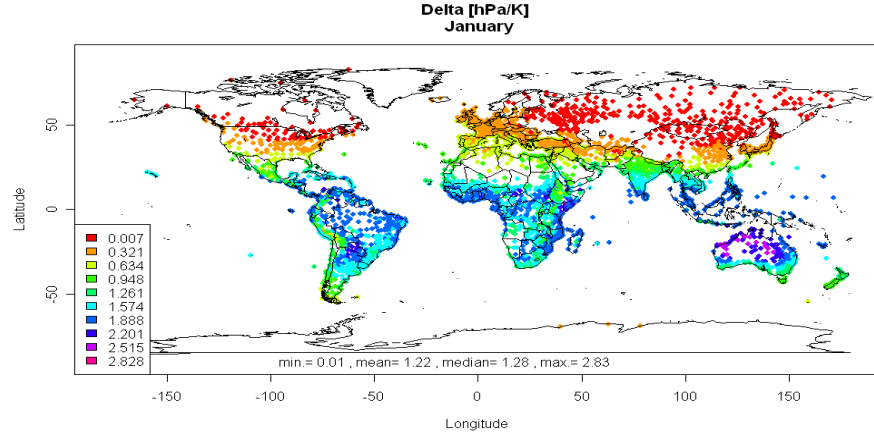 Delta [hPa/K]
January
Latitude
50
0
-50
0.007
0.321
0.634
0.948
1.261
1.574
1.888
2.201
2.515
2.828
min.= 0.01 , mean= 1.22 , median= 1.28 , max.= 2.83
-150 -100 -50 0 50 100 150
Longitude